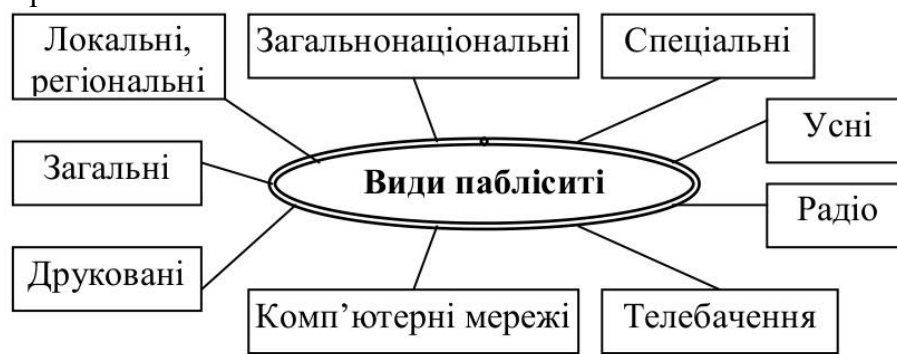 Локальні,
регіональні
Загальнонаціональні
Спеціальні
Усні
Загальні
Види пабліситі
Радіо
Друковані
Комп’ютерні мережі
Телебачення